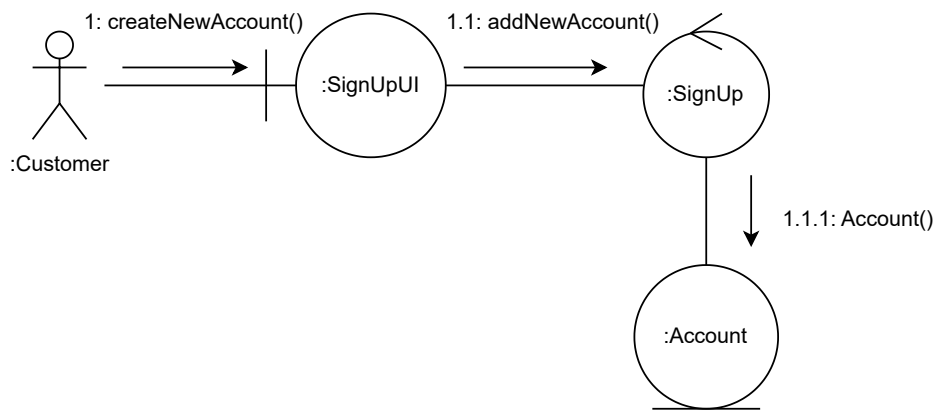 1: createNewAccount()
1.1: addNewAccount()
:SignUpUI
:SignUp
:Customer
1.1.1: Account()
:Account